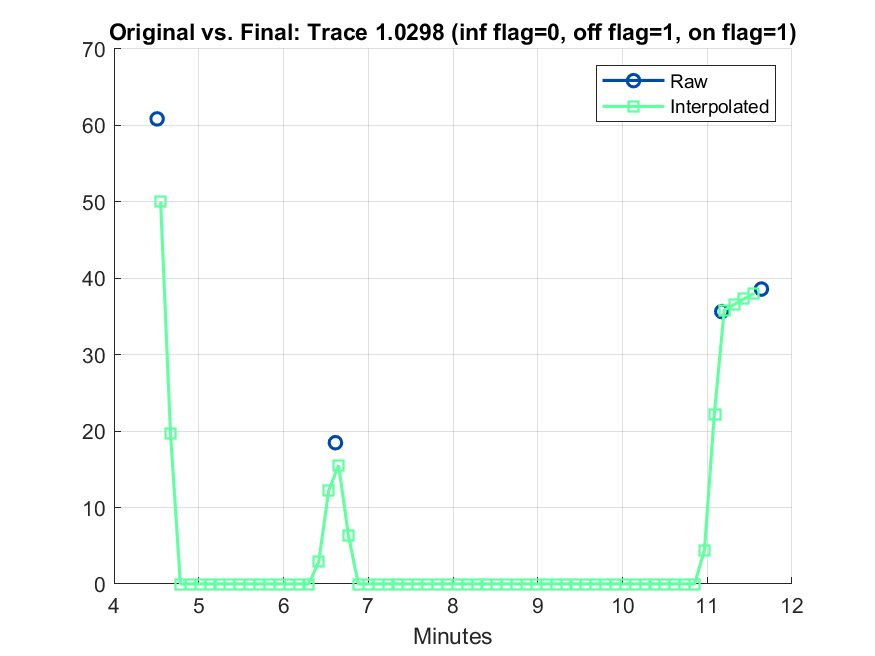 Original vs. Final: Trace 1.0298 (inf flag=0, off flag=1, on flag=1)
70
60
50
40
30
20
10
0
Raw
Interpolated
4 5 6 7 8 9 10 11 12
Minutes